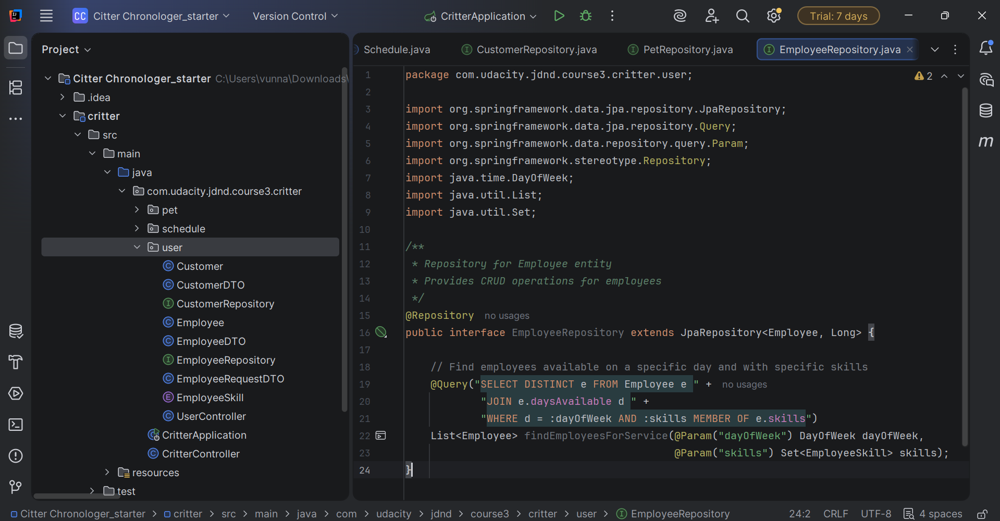 CC Citter Chronologer_starter Version Control CritterApplication Trial: 7 days
Project
Citter Chronologer_starter C:\Users\vunna\Downloads\
.idea
critter
src
main
java
com.udacity.jdnd.course3.critter
pet
schedule
user
Customer
CustomerDTO
CustomerRepository
Employee
EmployeeDTO
EmployeeRepository
EmployeeRequestDTO
EmployeeSkill
UserController
CritterApplication
CritterController
resources
test
Schedule.java CustomerRepository.java PetRepository.java EmployeeRepository.java
2
1 package com.udacity.jdnd.course3.critter.user;
2
3 import org.springframework.data.jpa.repository.JpaRepository;
4 import org.springframework.data.jpa.repository.Query;
5 import org.springframework.data.repository.query.Param;
6 import org.springframework.stereotype.Repository;
7 import java.time.DayOfWeek;
8 import java.util.List;
9 import java.util.Set;
10
11 /**
12 * Repository for Employee entity
13 * Provides CRUD operations for employees
14 */
15 @Repository no usages
16 public interface EmployeeRepository extends JpaRepository<Employee, Long> {
17
18 // Find employees available on a specific day and with specific skills
19 @Query("SELECT DISTINCT e FROM Employee e " + no usages
20 "JOIN e.daysAvailable d " +
21 "WHERE d = :dayOfWeek AND :skills MEMBER OF e.skills")
22 List<Employee> findEmployeesForService(@Param("dayOfWeek") DayOfWeek dayOfWeek,
23 @Param("skills") Set<EmployeeSkill> skills);
24 }
Citter Chronologer_starter > critter > src > main > java > com > udacity > jdnd > course3 > critter > user > EmployeeRepository 24:2 CRLF UTF-8 4 spaces